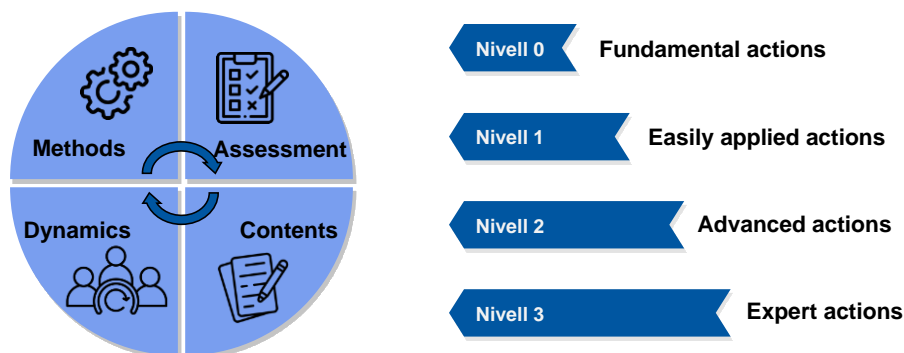 Methods
Assessment
Dynamics
Contents
Nivell 0
Fundamental actions
Nivell 1
Easily applied actions
Nivell 2
Advanced actions
Nivell 3
Expert actions